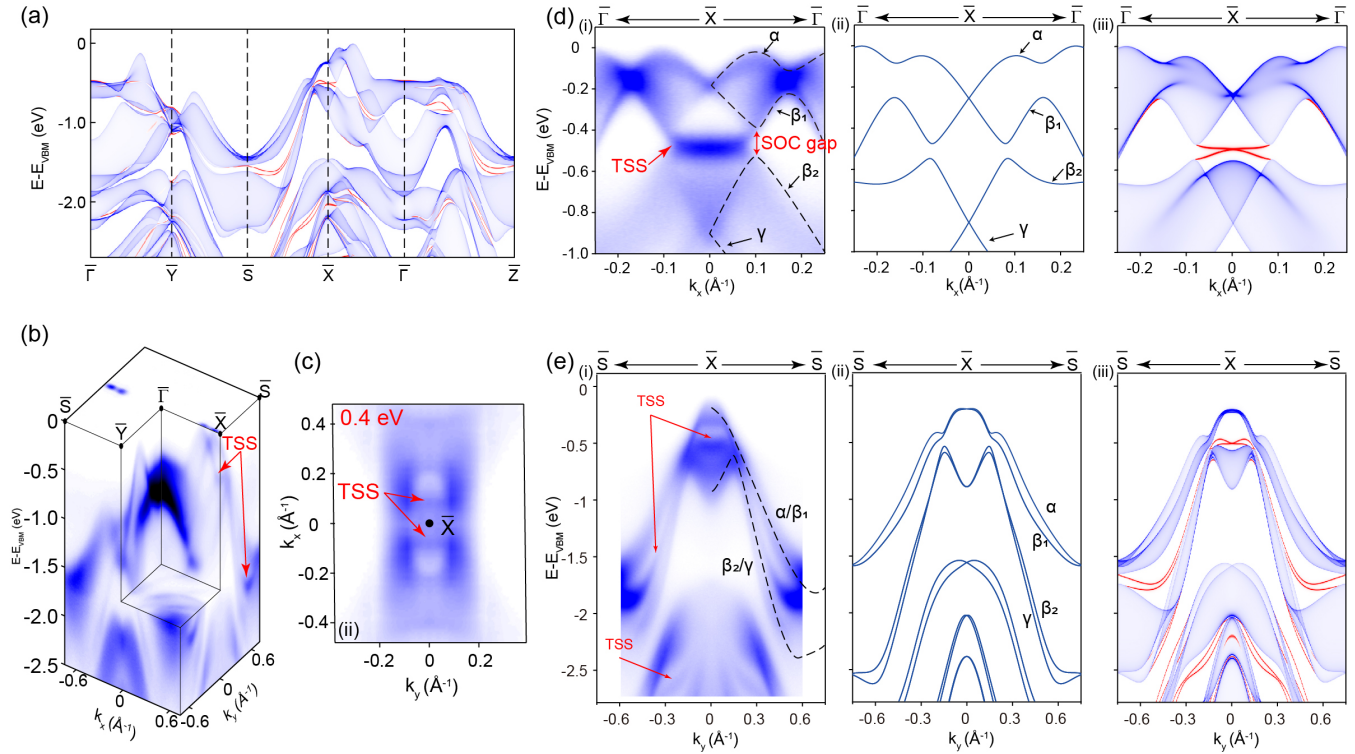 (a)
0
-1.0
-2.0
E-E_VBM (eV)
Γ̅ Y̅ S̅ X̅ Γ̅ Z̅
(b)
S̅ Γ̅ S̅
Y̅ X̅
TSS
0
-0.5
-1.0
-1.5
-2.0
-2.5
E-E_VBM (eV)
-0.6 0 0.6
k_x (Å⁻¹)
-0.6 0 0.6
k_y (Å⁻¹)
(c)
0.4 eV
TSS
X̅
0.4
0.2
0
-0.2
-0.4
k_x (Å⁻¹)
(ii)
-0.2 0 0.2
k_y (Å⁻¹)
(d)
Γ̅ X̅ Γ̅
(i)
α
β₁
SOC gap
TSS
β₂
γ
0
-0.2
-0.4
-0.6
-0.8
-1.0
E-E_VBM (eV)
-0.2 -0.1 0 0.1 0.2
k_x (Å⁻¹)
Γ̅ X̅ Γ̅
(ii)
α
β₁
β₂
γ
-0.2 -0.1 0 0.1 0.2
k_x (Å⁻¹)
Γ̅ X̅ Γ̅
(iii)
-0.2 -0.1 0 0.1 0.2
k_x (Å⁻¹)
(e)
S̅ X̅ S̅
(i)
TSS
α/β₁
β₂/γ
TSS
0
-0.5
-1
-1.5
-2
-2.5
E-E_VBM (eV)
-0.6 -0.3 0 0.3 0.6
k_y (Å⁻¹)
S̅ X̅ S̅
(ii)
α
β₁
β₂
γ
-0.6 -0.3 0 0.3 0.6
k_y (Å⁻¹)
S̅ X̅ S̅
(iii)
-0.6 -0.3 0 0.3 0.6
k_y (Å⁻¹)